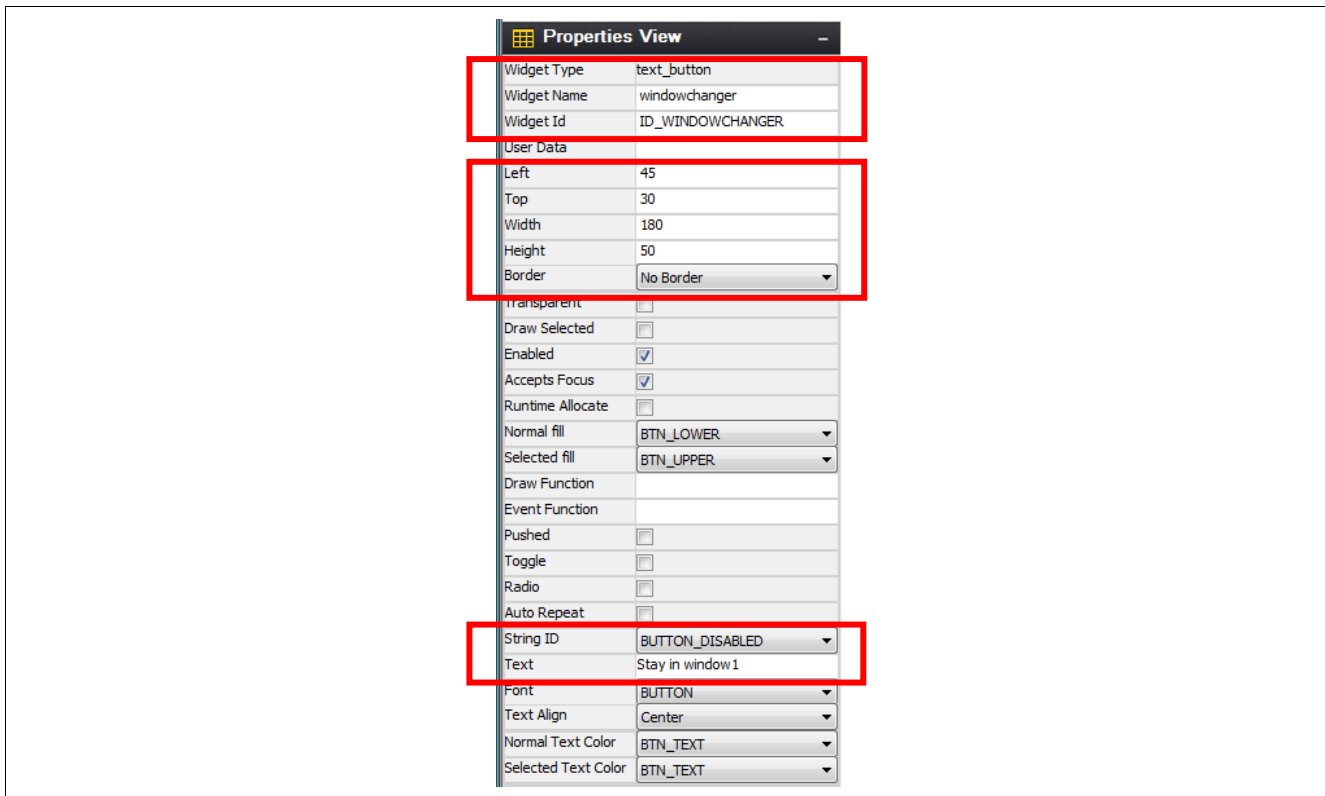 Properties View
Widget Type text_button
Widget Name windowchanger
Widget Id ID_WINDOWCHANGER
User Data
Left 45
Top 30
Width 180
Height 50
Border No Border
Transparent
Draw Selected
Enabled
Accepts Focus
Runtime Allocate
Normal fill BTN_LOWER
Selected fill BTN_UPPER
Draw Function
Event Function
Pushed
Toggle
Radio
Auto Repeat
String ID BUTTON_DISABLED
Text Stay in window1
Font BUTTON
Text Align Center
Normal Text Color BTN_TEXT
Selected Text Color BTN_TEXT